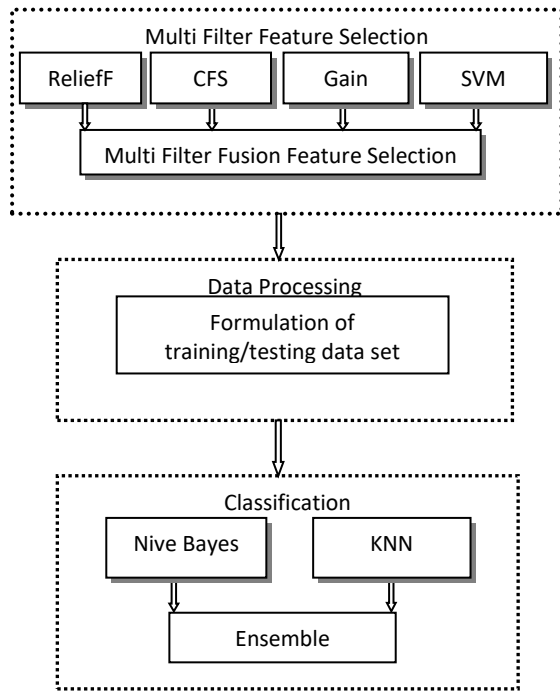 Multi Filter Feature Selection
ReliefF
CFS
Gain
SVM
Multi Filter Fusion Feature Selection
Data Processing
Formulation of
training/testing data set
Classification
Nive Bayes
KNN
Ensemble